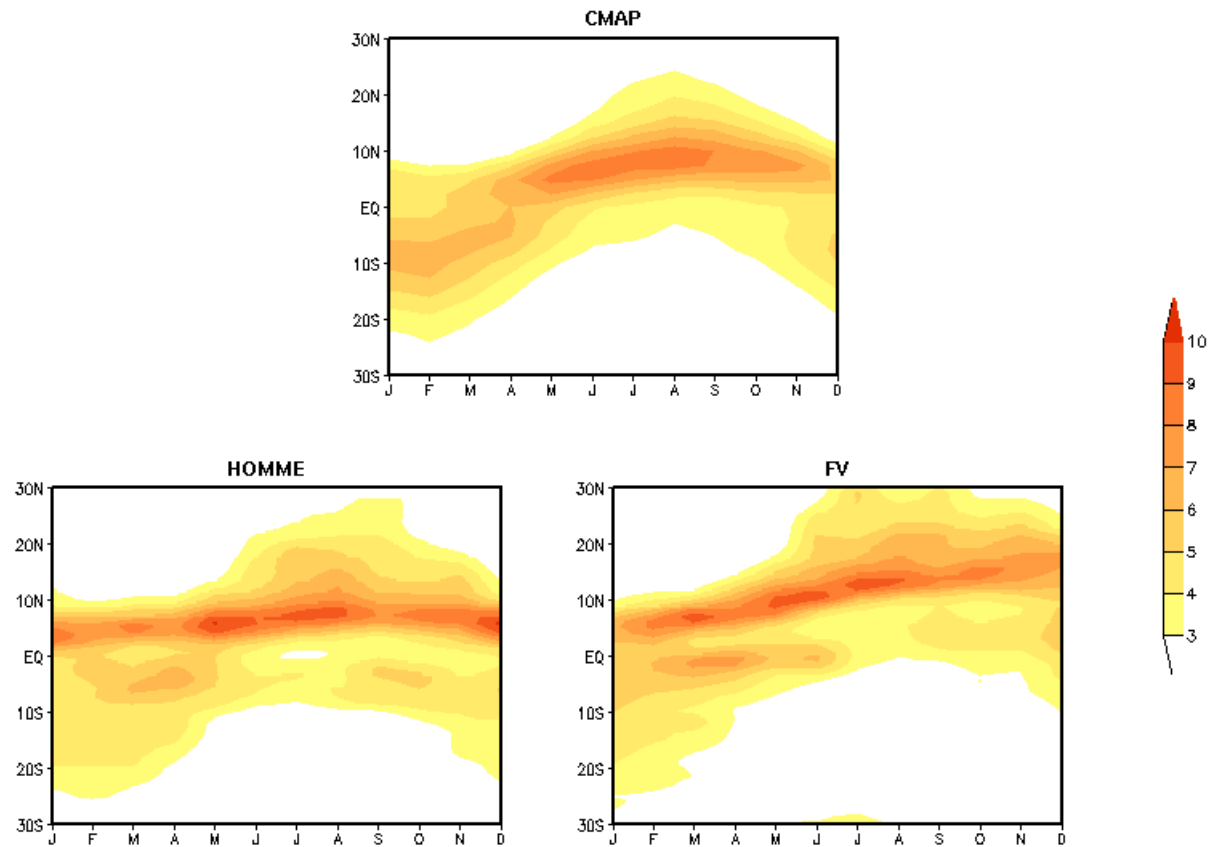 CMAP
30N
20N
10N
EQ
10S
20S
30S
J F M A M J J A S O N D
10
9
8
7
6
5
4
3
HOMME
30N
20N
10N
EQ
10S
20S
30S
J F M A M J J A S O N D
FV
30N
20N
10N
EQ
10S
20S
30S
J F M A M J J A S O N D